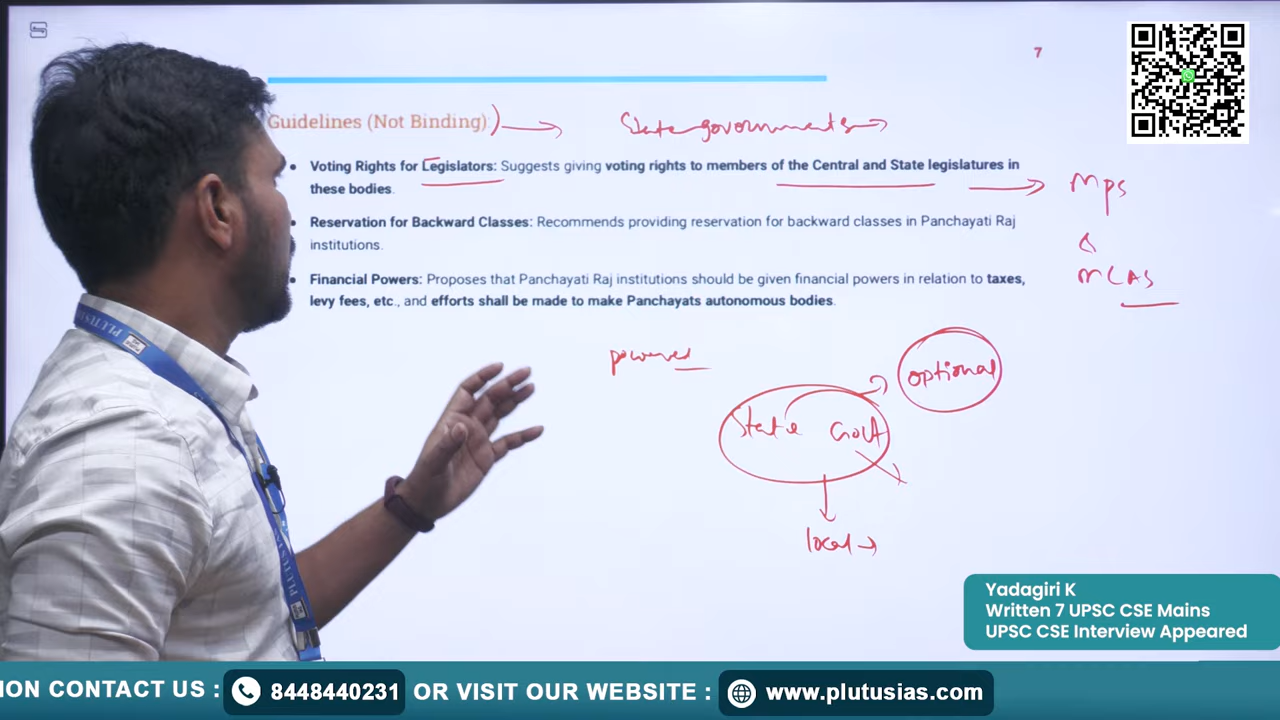 7
Guidelines (Not Binding): → State governments →
Voting Rights for Legislators: Suggests giving voting rights to members of the Central and State legislatures in
these bodies.
→ MPs
&
MLAs
Reservation for Backward Classes: Recommends providing reservation for backward classes in Panchayati Raj
institutions.
Financial Powers: Proposes that Panchayati Raj institutions should be given financial powers in relation to taxes,
levy fees, etc., and efforts shall be made to make Panchayats autonomous bodies.
powers
optional
State Govt
local →
PLUTUS IAS
Yadagiri K
Written 7 UPSC CSE Mains
UPSC CSE Interview Appeared
ION CONTACT US : 8448440231 OR VISIT OUR WEBSITE : www.plutusias.com